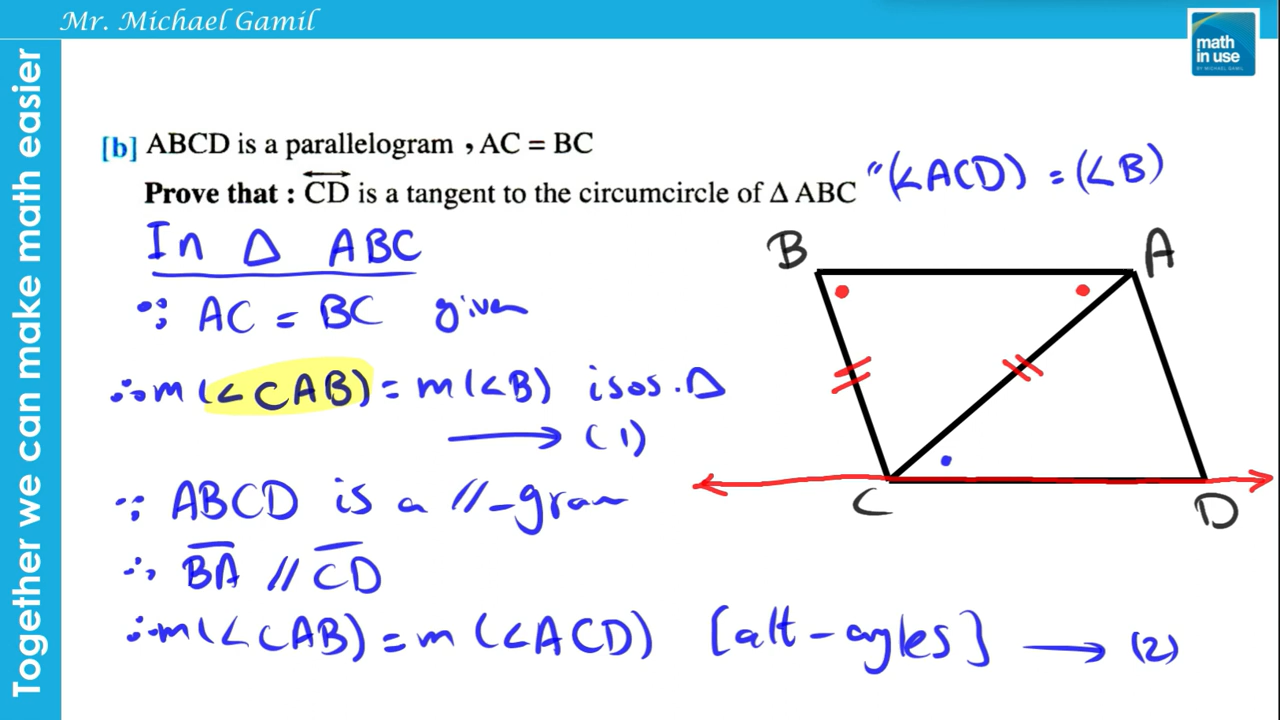 Mr. Michael Gamil
math
in use
BY MICHAEL GAMIL
Together we can make math easier
[b] ABCD is a parallelogram , AC = BC
Prove that : CD is a tangent to the circumcircle of Δ ABC
"(∠ACD) = (∠B)
In Δ ABC
∵ AC = BC given
∴ m(∠CAB) = m(∠B) isos. Δ
⟶ (1)
∵ ABCD is a //-gram
∴ BA // CD
∴ m(∠CAB) = m(∠ACD) [alt-angles] ⟶ (2)
B
A
C
D